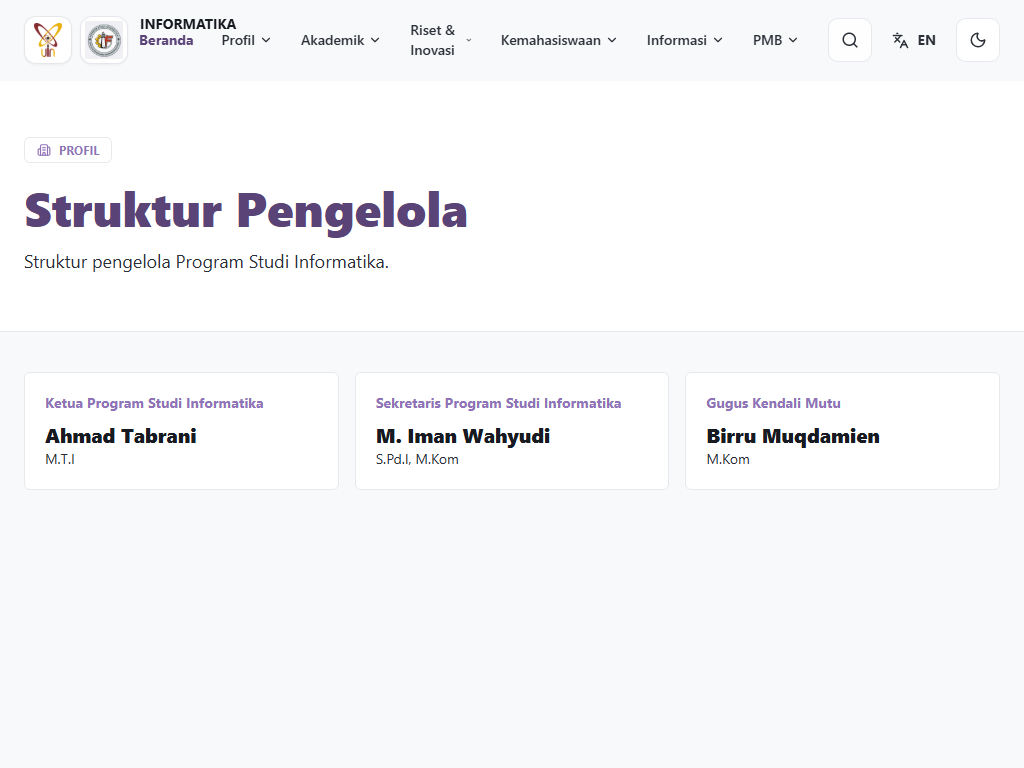 INFORMATIKA
Beranda
Profil
Akademik
Riset &
Inovasi
Kemahasiswaan
Informasi
PMB
EN
PROFIL
Struktur Pengelola
Struktur pengelola Program Studi Informatika.
Ketua Program Studi Informatika
Ahmad Tabrani
M.T.I
Sekretaris Program Studi Informatika
M. Iman Wahyudi
S.Pd.I, M.Kom
Gugus Kendali Mutu
Birru Muqdamien
M.Kom